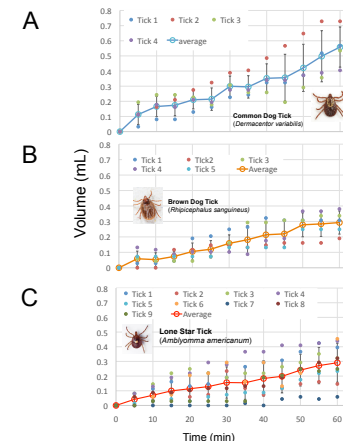 A
0.8
0.7
0.6
0.5
0.4
0.3
0.2
0.1
0
Tick 1
Tick 2
Tick 3
Tick 4
average
Common Dog Tick
(Dermacentor variabilis)
B
0.8
0.7
0.6
0.5
0.4
0.3
0.2
0.1
0
Tick 1
Tick2
Tick 3
Tick 4
Tick 5
Average
Brown Dog Tick
(Rhipicephalus sanguineus)
Volume (mL)
C
0.8
0.7
0.6
0.5
0.4
0.3
0.2
0.1
0
Tick 1
Tick 2
Tick 3
Tick 4
Tick 5
Tick 6
Tick 7
Tick 8
Tick 9
Average
Lone Star Tick
(Amblyomma americanum)
0 10 20 30 40 50 60
Time (min)